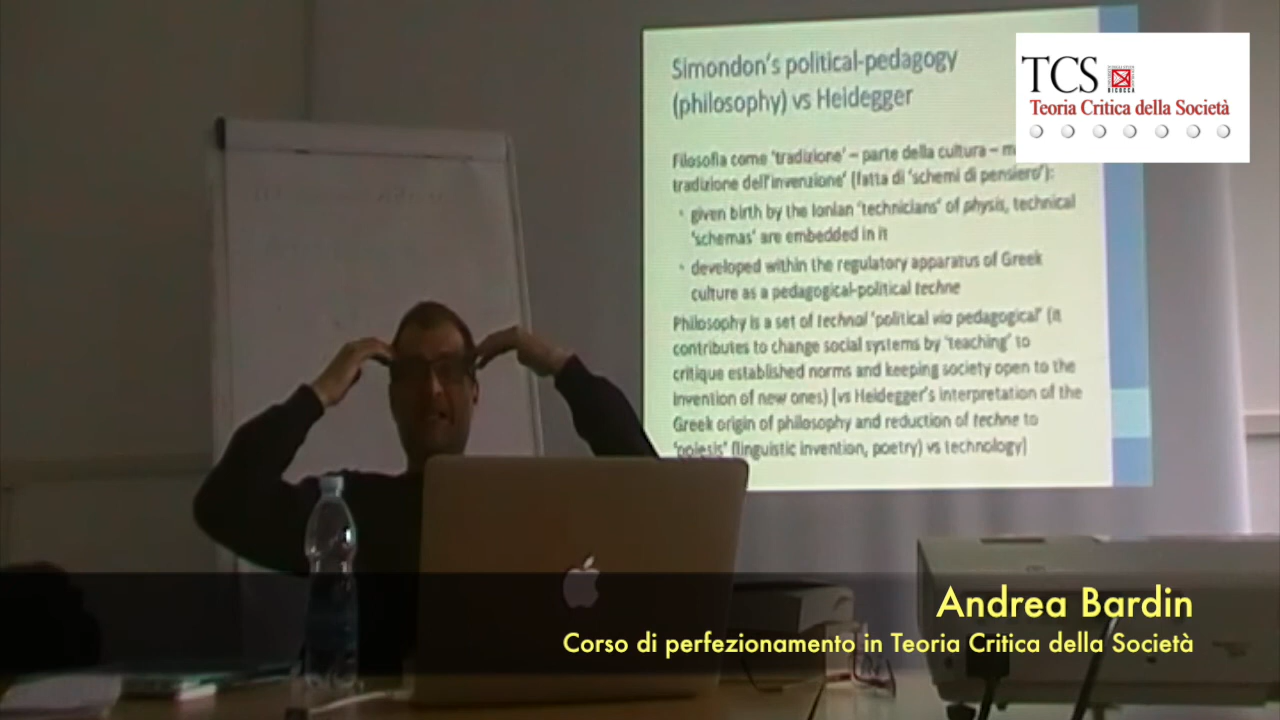 Simondon's political-pedagogy
(philosophy) vs Heidegger
Filosofia come 'tradizione' – parte della cultura –
tradizione dell'invenzione' (fatta di 'schemi di pensiero'):
• given birth by the Ionian 'technicians' of physis, technical
'schemas' are embedded in it
• developed within the regulatory apparatus of Greek
culture as a pedagogical-political techne
Philosophy is a set of technai 'political via pedagogical' (it
contributes to change social systems by 'teaching' to
critique established norms and keeping society open to the
invention of new ones) [vs Heidegger's interpretation of the
Greek origin of philosophy and reduction of techne to
'poiesis' (linguistic invention, poetry) vs technology]
TCS
BICOCCA
Teoria Critica della Società
Andrea Bardin
Corso di perfezionamento in Teoria Critica della Società